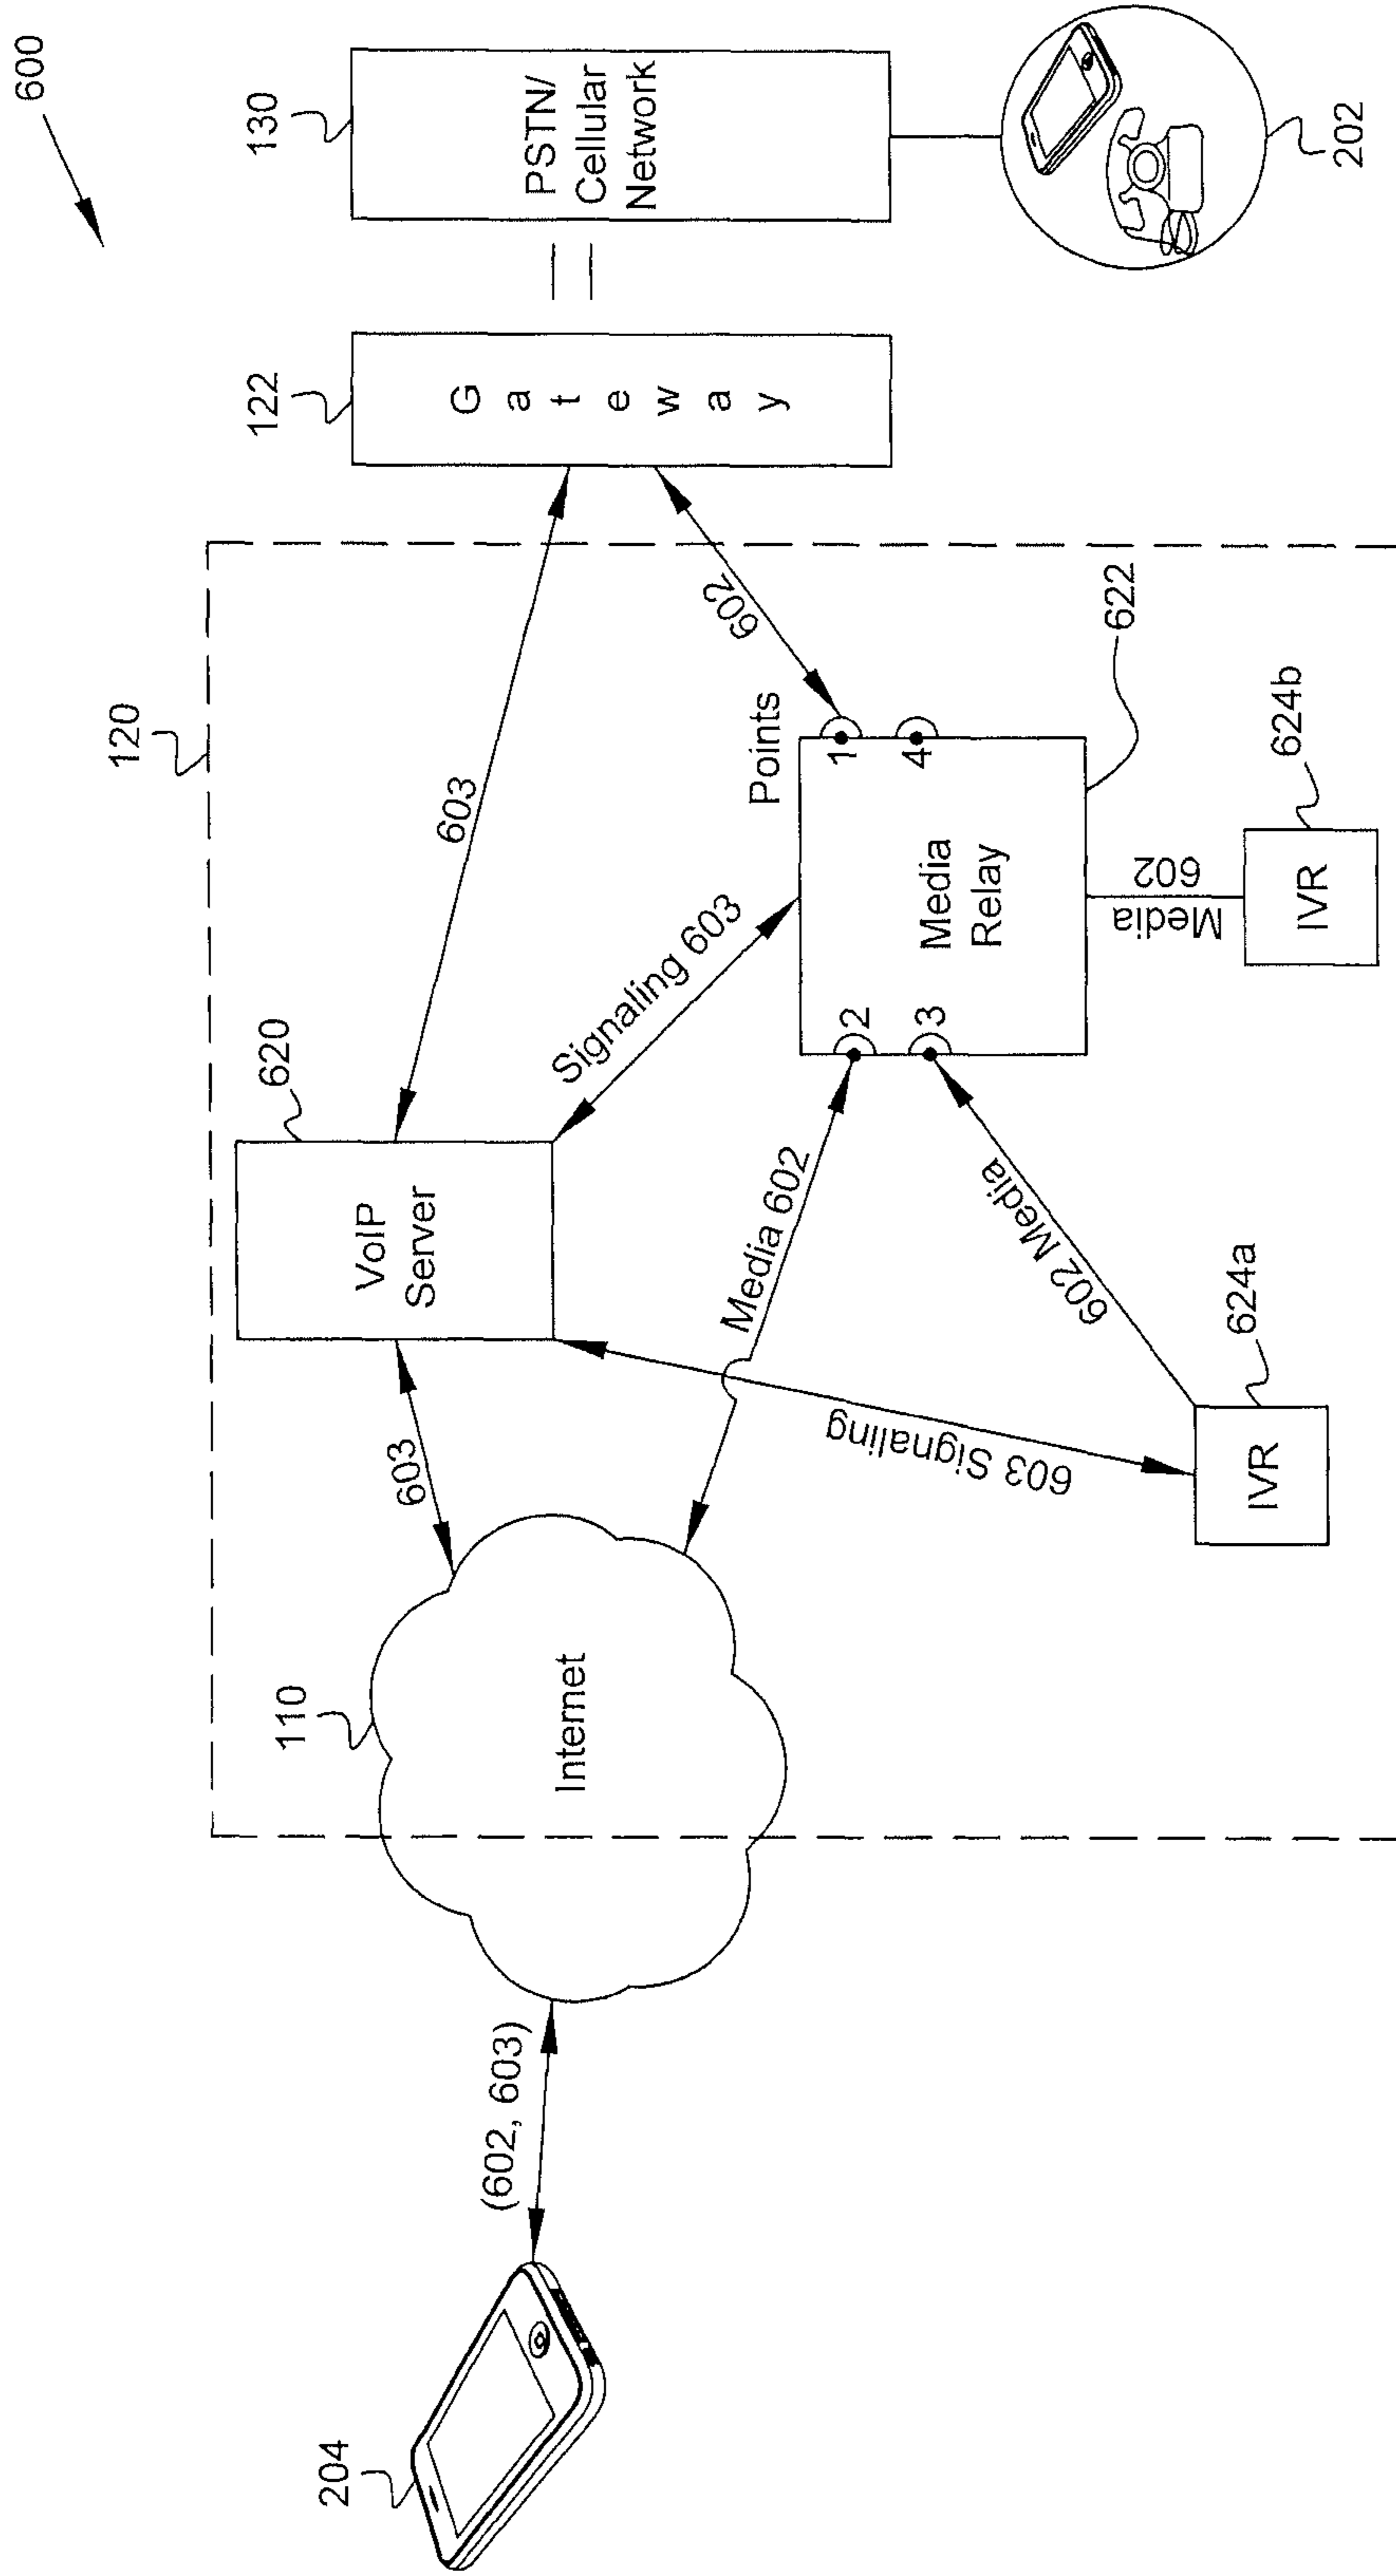 600
120
122
130
PSTN/
Cellular
Network
G
a
t
e
w
a
y
202
110
620
VoIP
Server
603
603
Internet
204
(602, 603)
Signaling 603
602
Points
1
4
2
3
Media
Relay
622
Media 602
603 Signaling
602 Media
624a
IVR
Media
602
624b
IVR